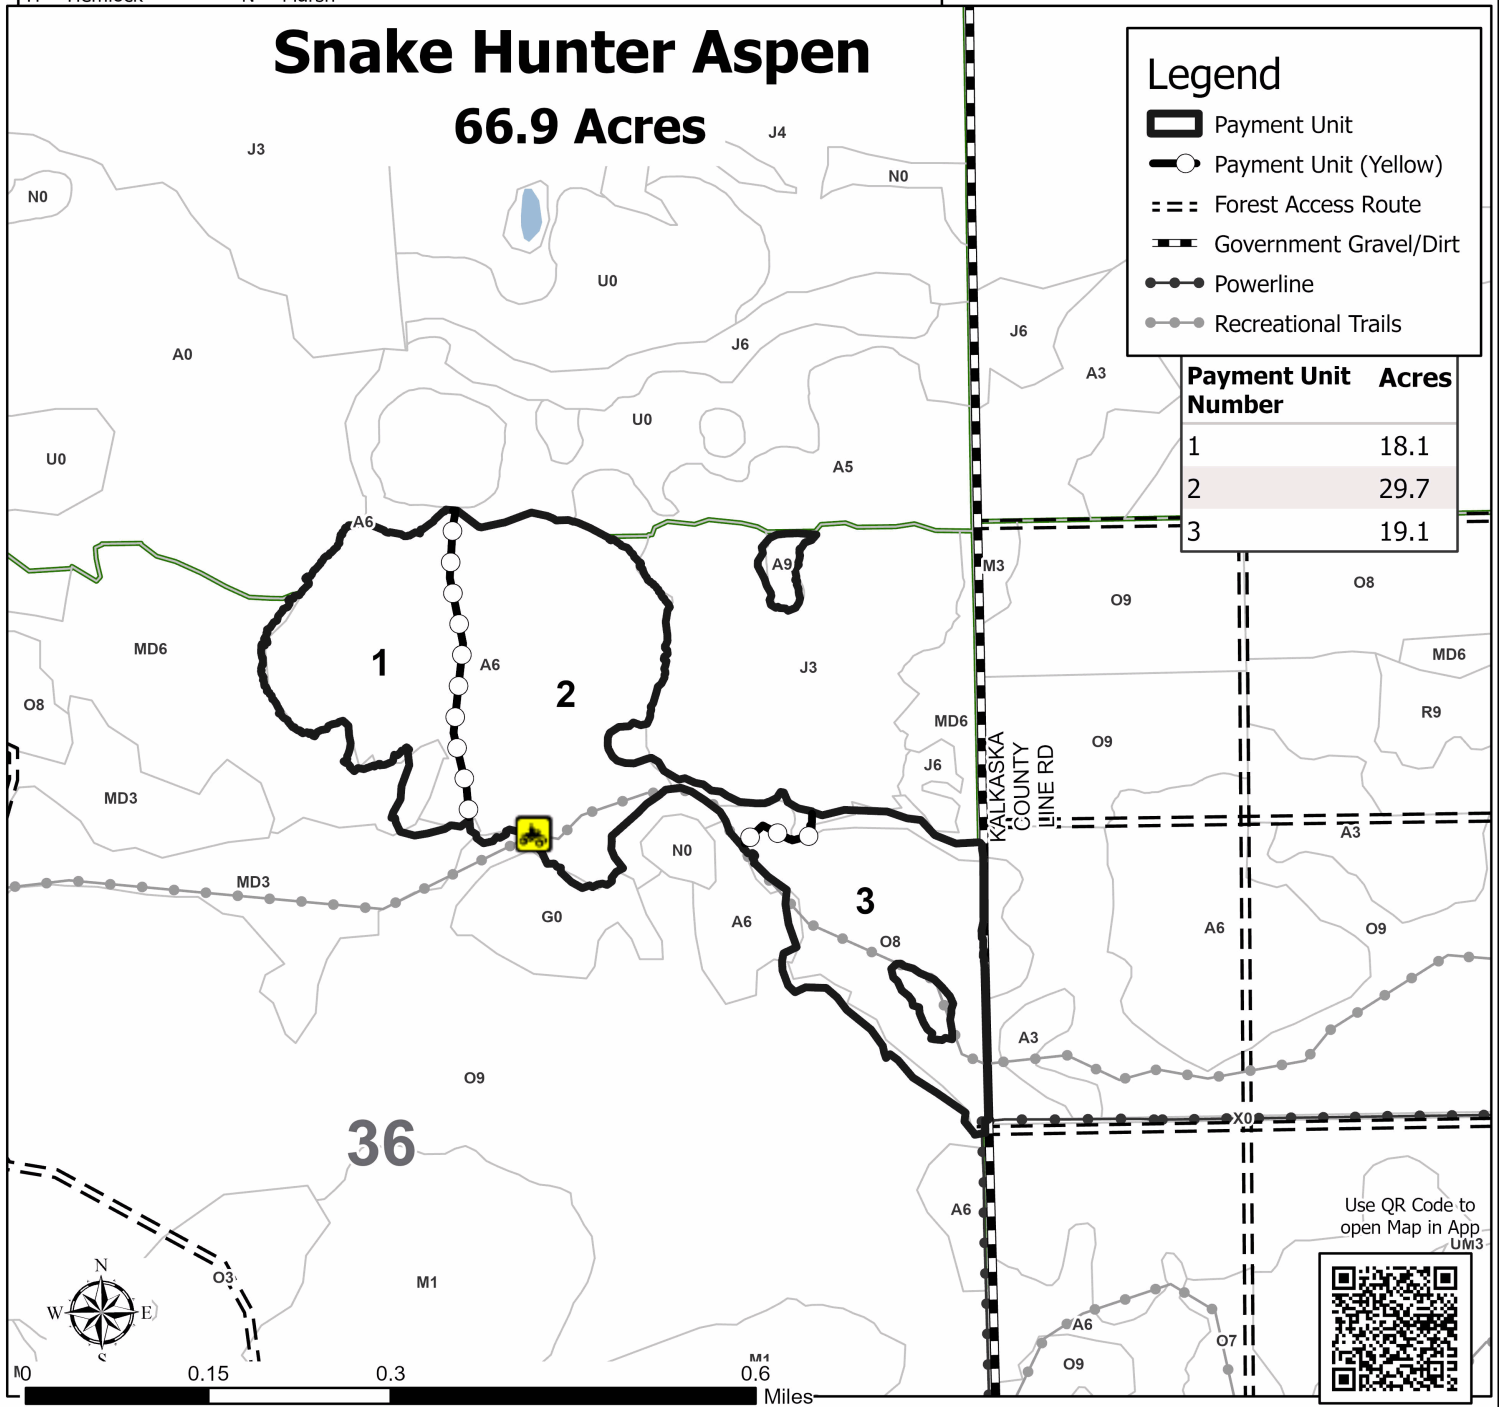 Snake Hunter Aspen
66.9 Acres
Legend
Payment Unit
Payment Unit (Yellow)
Forest Access Route
Government Gravel/Dirt
Powerline
Recreational Trails
Payment Unit Acres
Number
1 18.1
2 29.7
3 19.1
J3
J4
N0
N0
U0
J6
J6
A0
A3
U0
U0
A5
A6
A9
M3
O9
O8
MD6
1
A6
2
J3
MD6
O8
MD6
R9
O9
J6
KALKASKA
COUNTY
LINE RD
MD3
A3
N0
MD3
3
G0
A6
O8
A6
O9
A3
O9
36
X0
A6
Use QR Code to
open Map in App
UM3
N
W E
S
O3
M1
A6
O7
O9
M1
0 0.15 0.3 0.6
Miles